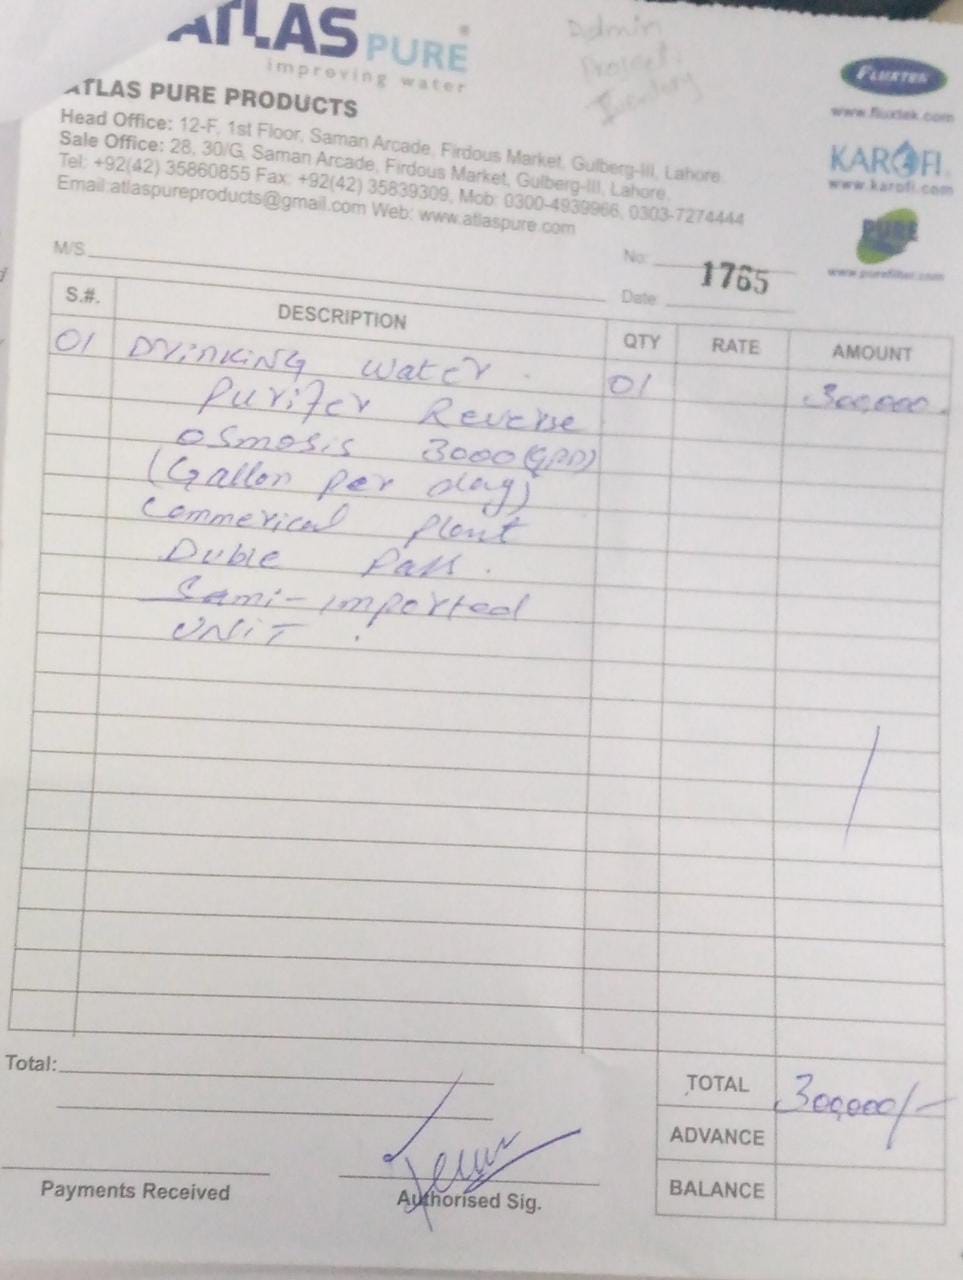 ATLAS PURE
improving water
Admin
Project
Inventory
FLUXTEK
www.fluxtek.com
KAROFI
www.karofi.com
PURE
www.purefilter.com
ATLAS PURE PRODUCTS
Head Office: 12-F, 1st Floor, Saman Arcade, Firdous Market, Gulberg-III, Lahore.
Sale Office: 28, 30/G, Saman Arcade, Firdous Market, Gulberg-III, Lahore.
Tel: +92(42) 35860855 Fax: +92(42) 35839309, Mob: 0300-4939966, 0303-7274444
Email:atlaspureproducts@gmail.com Web: www.atlaspure.com
M/S
No: 1765
Date:
S.#. DESCRIPTION QTY RATE AMOUNT
01 Drinking Water 01 300,000
Purifer Reverse
osmosis 3000 (GPD)
(Gallon per day)
Commerical plant
Duble Pass.
Sami-imported
UNiT.
Total:
TOTAL 300,000/-
ADVANCE
BALANCE
Payments Received
Authorised Sig.